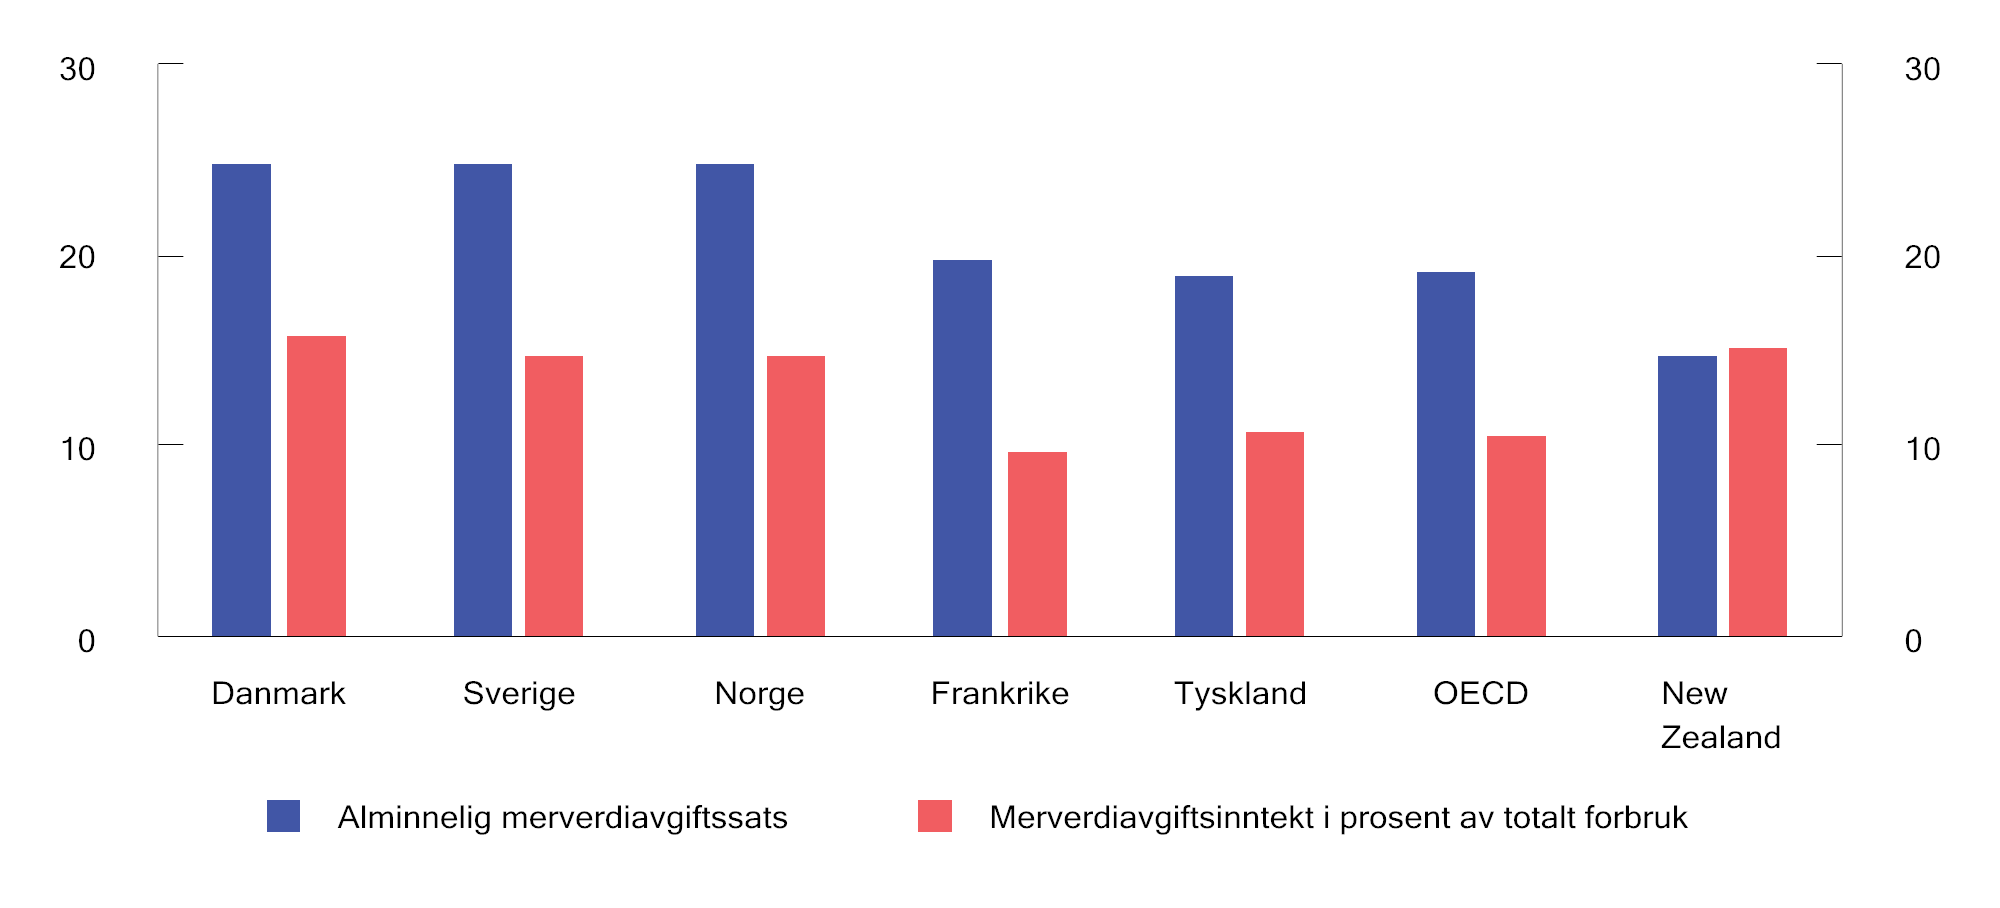 30 30
20 20
10 10
0 0
Danmark Sverige Norge Frankrike Tyskland OECD New
Zealand
Alminnelig merverdiavgiftssats Merverdiavgiftsinntekt i prosent av totalt forbruk